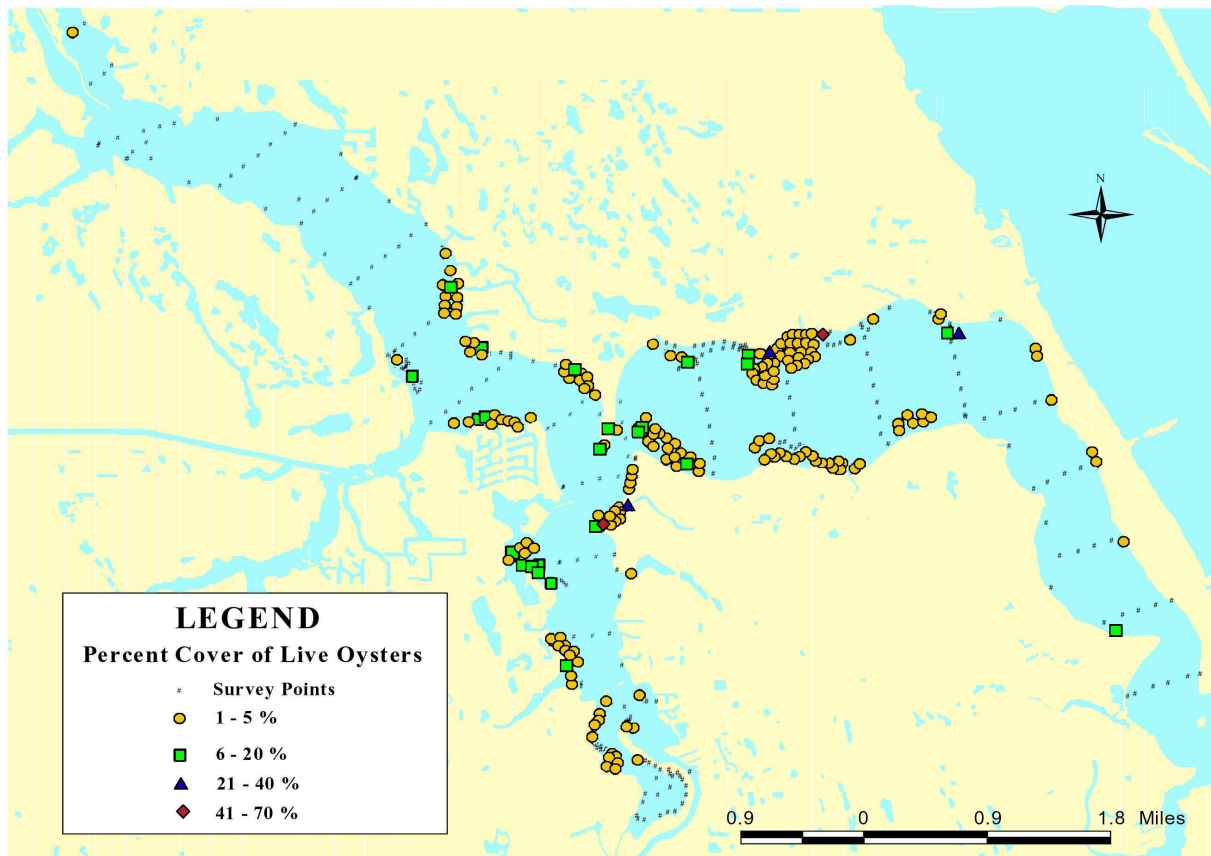 N
LEGEND
Percent Cover of Live Oysters
# Survey Points
1 - 5 %
6 - 20 %
21 - 40 %
41 - 70 %
0.9 0 0.9 1.8 Miles